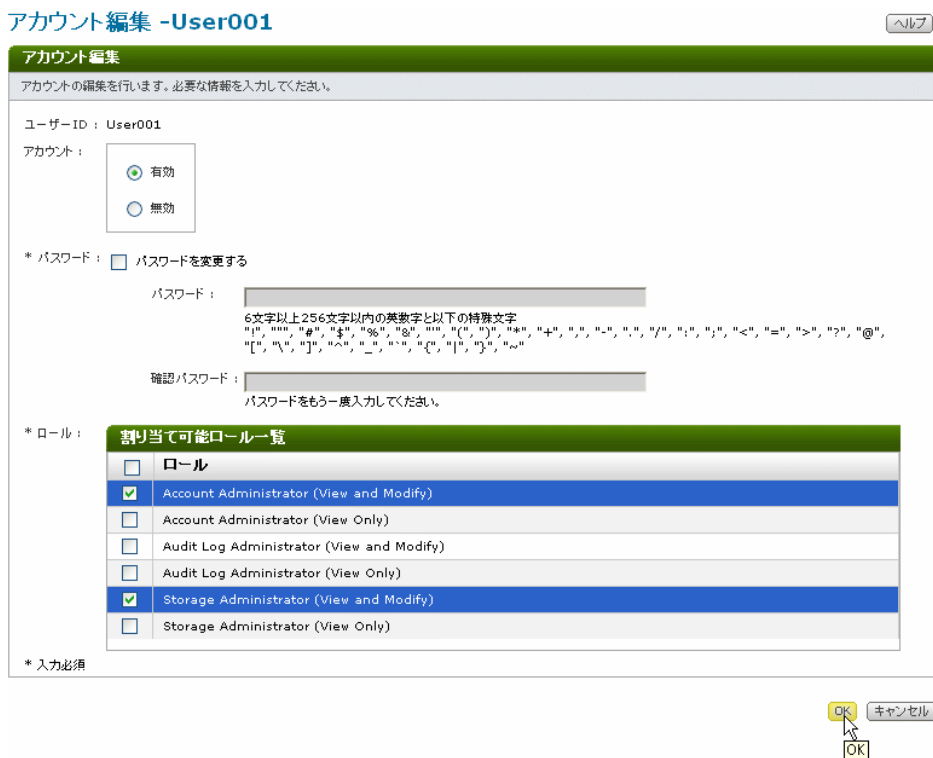 アカウント編集 -User001
ヘルプ
アカウント編集
アカウントの編集を行います。必要な情報を入力してください。
ユーザーID : User001
アカウント :
有効
無効
* パスワード : パスワードを変更する
パスワード :
6文字以上256文字以内の英数字と以下の特殊文字
"!", """, "#", "$", "%", "&", "'", "(", ")", "*", "+", ",", "-", ".", "/", ":", ";", "<", "=", ">", "?", "@",
"[", "\", "]", "^", "_", "`", "{", "|", "}", "~"
確認パスワード :
パスワードをもう一度入力してください。
* ロール :
割り当て可能ロール一覧
ロール
Account Administrator (View and Modify)
Account Administrator (View Only)
Audit Log Administrator (View and Modify)
Audit Log Administrator (View Only)
Storage Administrator (View and Modify)
Storage Administrator (View Only)
* 入力必須
OK
キャンセル
OK